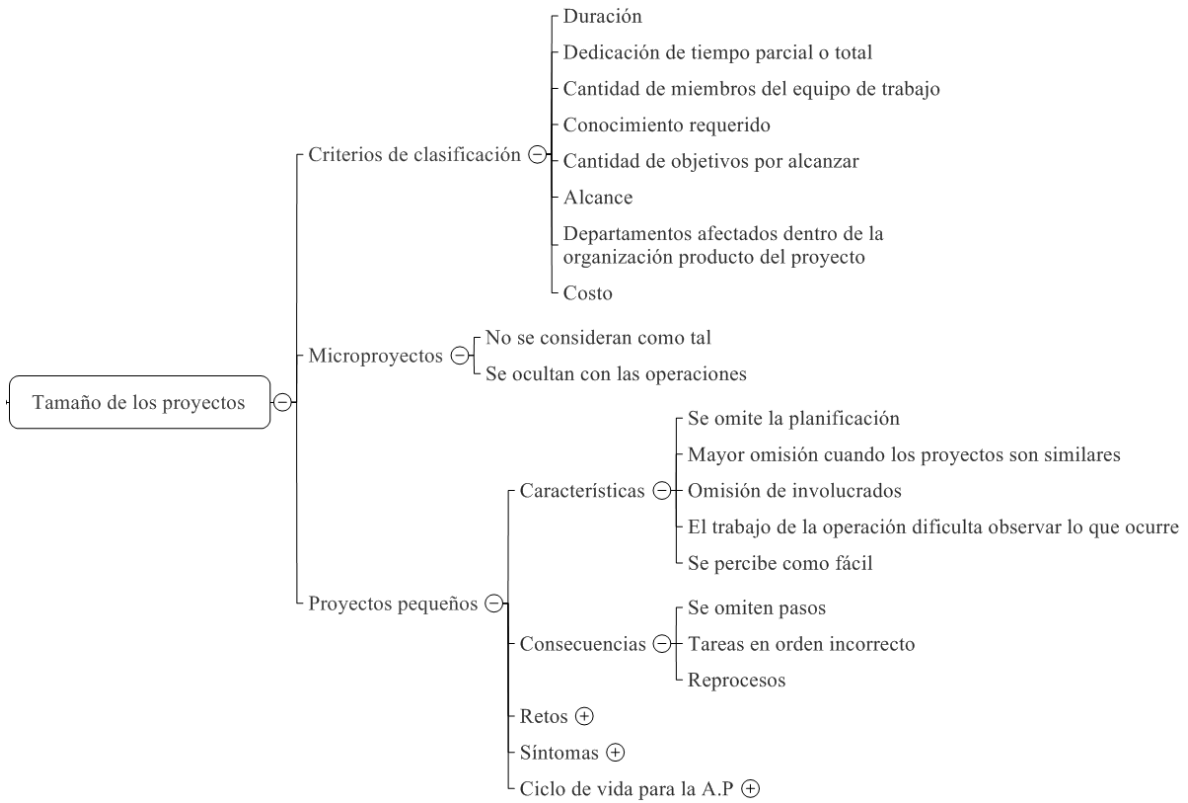 Duración
Dedicación de tiempo parcial o total
Cantidad de miembros del equipo de trabajo
Conocimiento requerido
Criterios de clasificación
Cantidad de objetivos por alcanzar
Alcance
Departamentos afectados dentro de la
organización producto del proyecto
Costo
No se consideran como tal
Microproyectos
Se ocultan con las operaciones
Tamaño de los proyectos
Se omite la planificación
Mayor omisión cuando los proyectos son similares
Características
Omisión de involucrados
El trabajo de la operación dificulta observar lo que ocurre
Se percibe como fácil
Proyectos pequeños
Se omiten pasos
Consecuencias
Tareas en orden incorrecto
Reprocesos
Retos
Síntomas
Ciclo de vida para la A.P